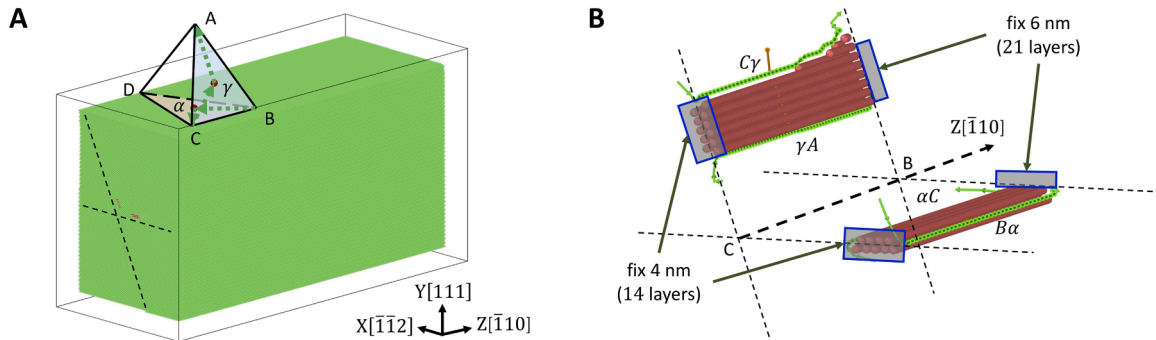 A
A
D
α
γ
B
C
Y[111]
X[1̄1̄2]
Z[1̄10]
B
Cγ
fix 6 nm
(21 layers)
γA
Z[1̄10]
B
αC
Bα
C
fix 4 nm
(14 layers)